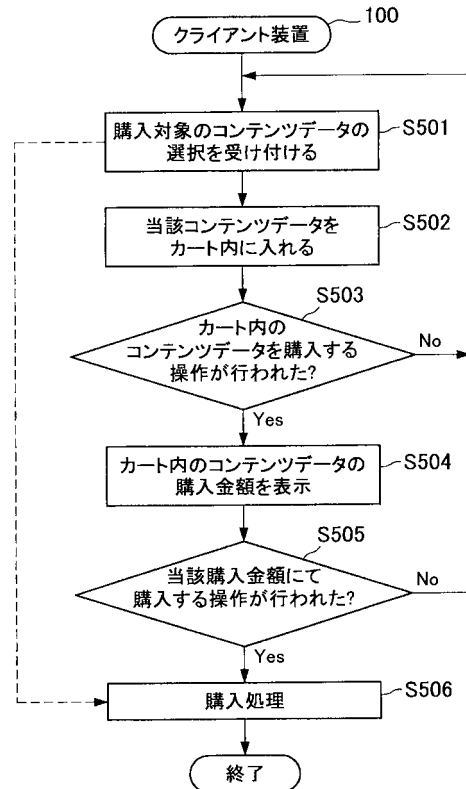 クライアント装置
100
購入対象のコンテンツデータの
選択を受け付ける
S501
当該コンテンツデータを
カート内に入れる
S502
S503
カート内の
コンテンツデータを購入する
操作が行われた?
No
Yes
カート内のコンテンツデータの
購入金額を表示
S504
S505
当該購入金額にて
購入する操作が行われた?
No
Yes
購入処理
S506
終了